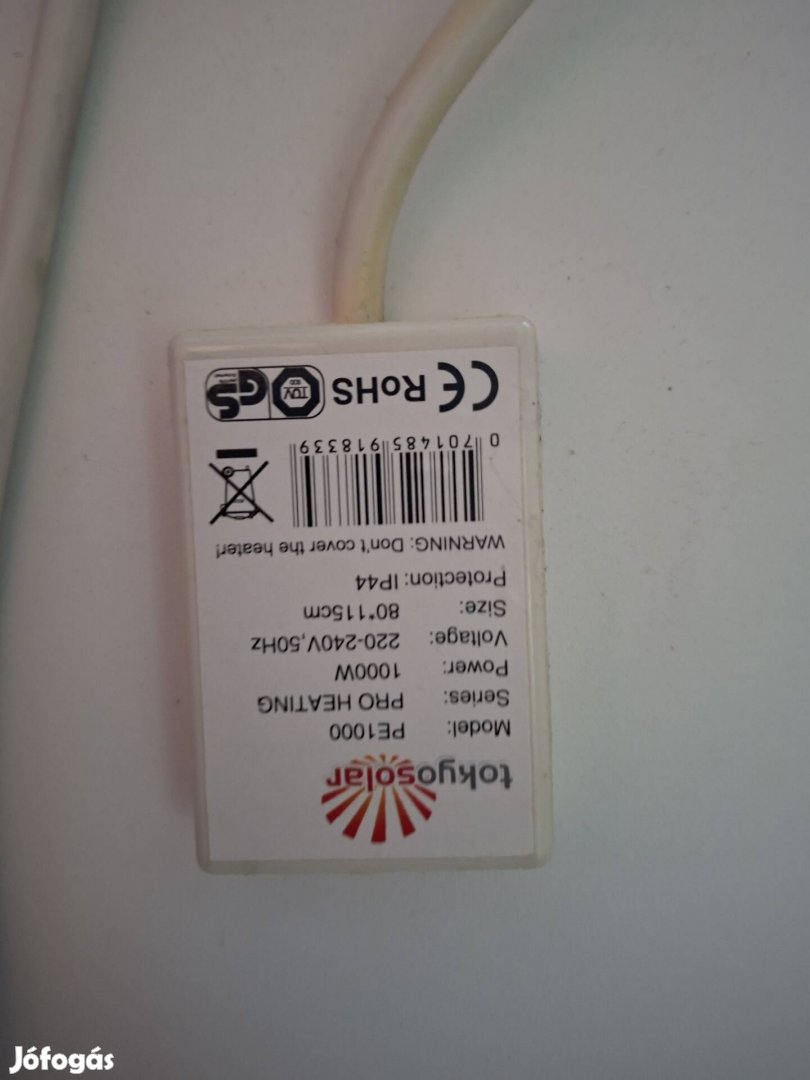 tokyosolar
Model: PE1000
Series: PRO HEATING
Power: 1000W
Voltage: 220-240V,50Hz
Size: 80*115cm
Protection: IP44
WARNING: Don't cover the heater!
0 701485 918339
CE RoHS TÜV GS
Jófogás